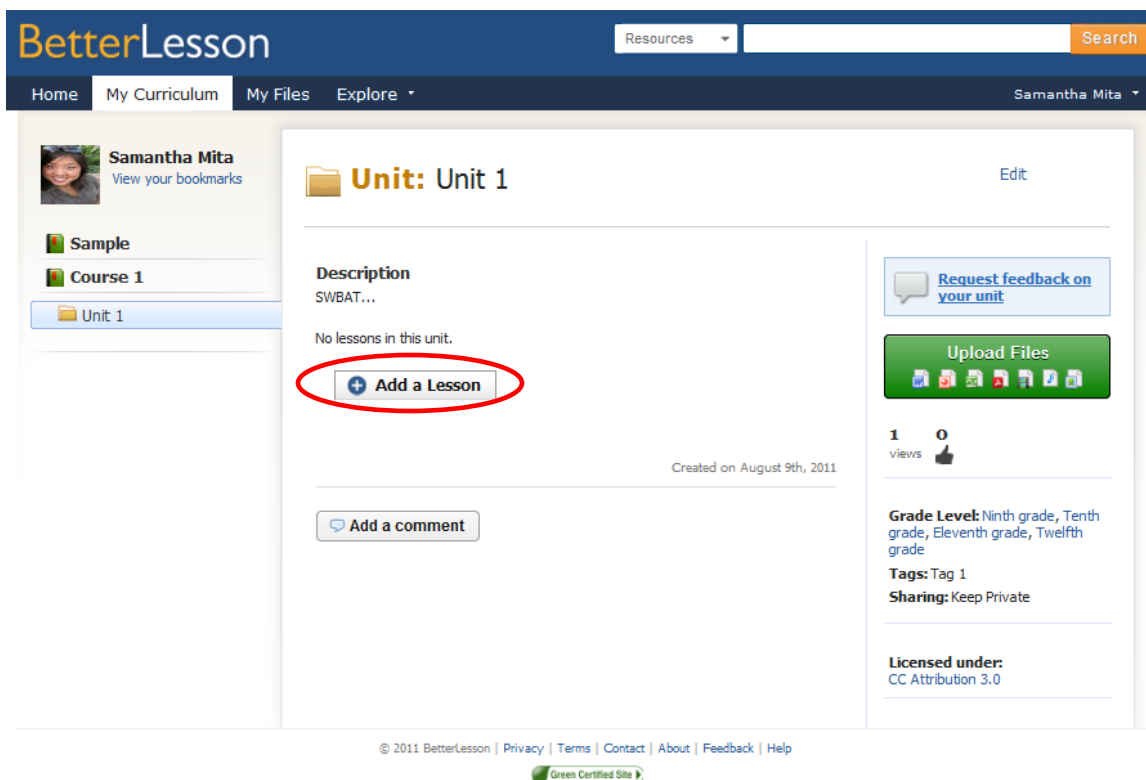 BetterLesson
Resources
Search
Home My Curriculum My Files Explore
Samantha Mita
Samantha Mita
View your bookmarks
Sample
Course 1
Unit 1
Unit: Unit 1
Edit
Description
SWBAT...
No lessons in this unit.
Add a Lesson
Created on August 9th, 2011
Add a comment
Request feedback on
your unit
Upload Files
1 0
views
Grade Level: Ninth grade, Tenth
grade, Eleventh grade, Twelfth
grade
Tags: Tag 1
Sharing: Keep Private
Licensed under:
CC Attribution 3.0
© 2011 BetterLesson | Privacy | Terms | Contact | About | Feedback | Help
Green Certified Site